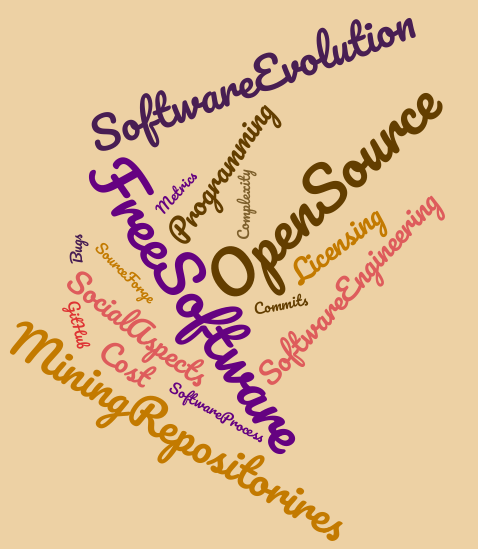 SoftwareEvolution
Programming
Metrics
Complexity
OpenSource
FreeSoftware
Licensing
SoftwareEngineering
Bugs
SourceForge
Commits
SocialAspects
GitHub
Cost
SoftwareProcess
MiningRepositorires